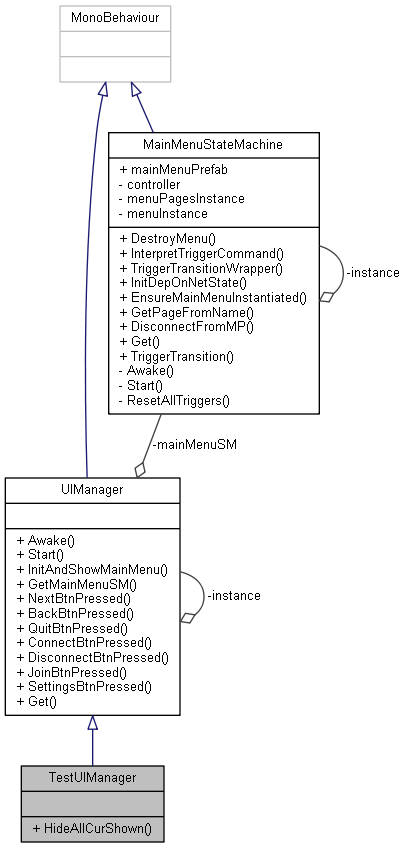 MonoBehaviour
MainMenuStateMachine
+ mainMenuPrefab
- controller
- menuPagesInstance
- menuInstance
+ DestroyMenu()
+ InterpretTriggerCommand()
+ TriggerTransitionWrapper()
+ InitDepOnNetState()
+ EnsureMainMenuInstantiated()
+ GetPageFromName()
+ DisconnectFromMP()
+ Get()
+ TriggerTransition()
- Awake()
- Start()
- ResetAllTriggers()
-instance
-mainMenuSM
UIManager
+ Awake()
+ Start()
+ InitAndShowMainMenu()
+ GetMainMenuSM()
+ NextBtnPressed()
+ BackBtnPressed()
+ QuitBtnPressed()
+ ConnectBtnPressed()
+ DisconnectBtnPressed()
+ JoinBtnPressed()
+ SettingsBtnPressed()
+ Get()
-instance
TestUIManager
+ HideAllCurShown()